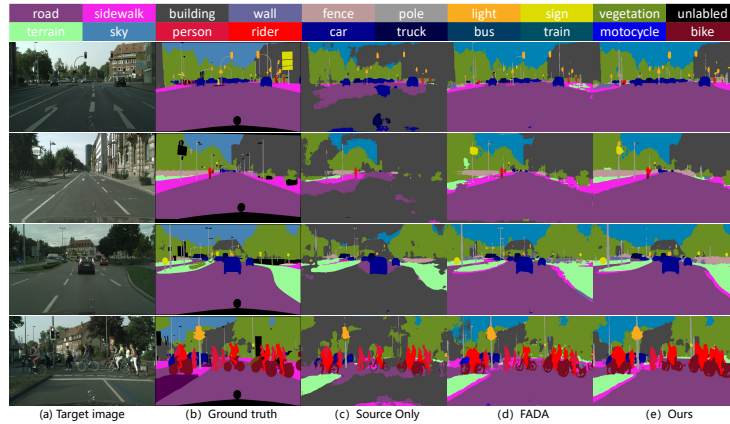 road sidewalk building wall fence pole light sign vegetation unlabled
terrain sky person rider car truck bus train motocycle bike
(a) Target image (b) Ground truth (c) Source Only (d) FADA (e) Ours